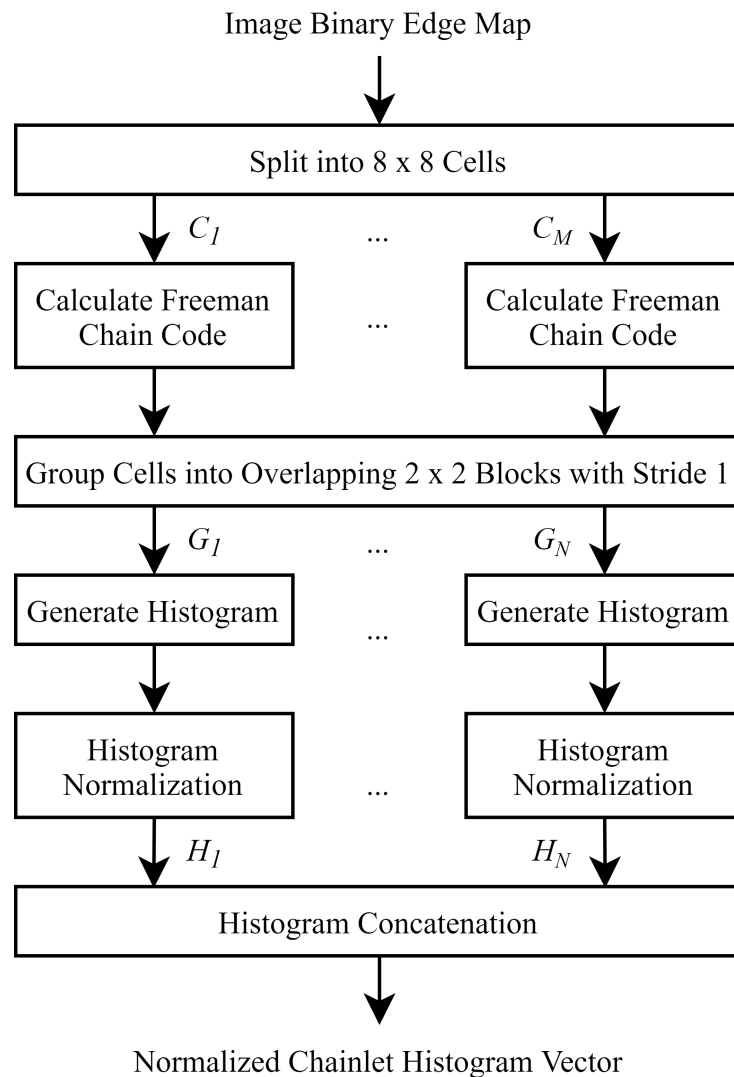 Image Binary Edge Map
Split into 8 x 8 Cells
C1 ... CM
Calculate Freeman
Chain Code
...
Calculate Freeman
Chain Code
Group Cells into Overlapping 2 x 2 Blocks with Stride 1
G1 ... GN
Generate Histogram
...
Generate Histogram
Histogram
Normalization
...
Histogram
Normalization
H1 HN
Histogram Concatenation
Normalized Chainlet Histogram Vector